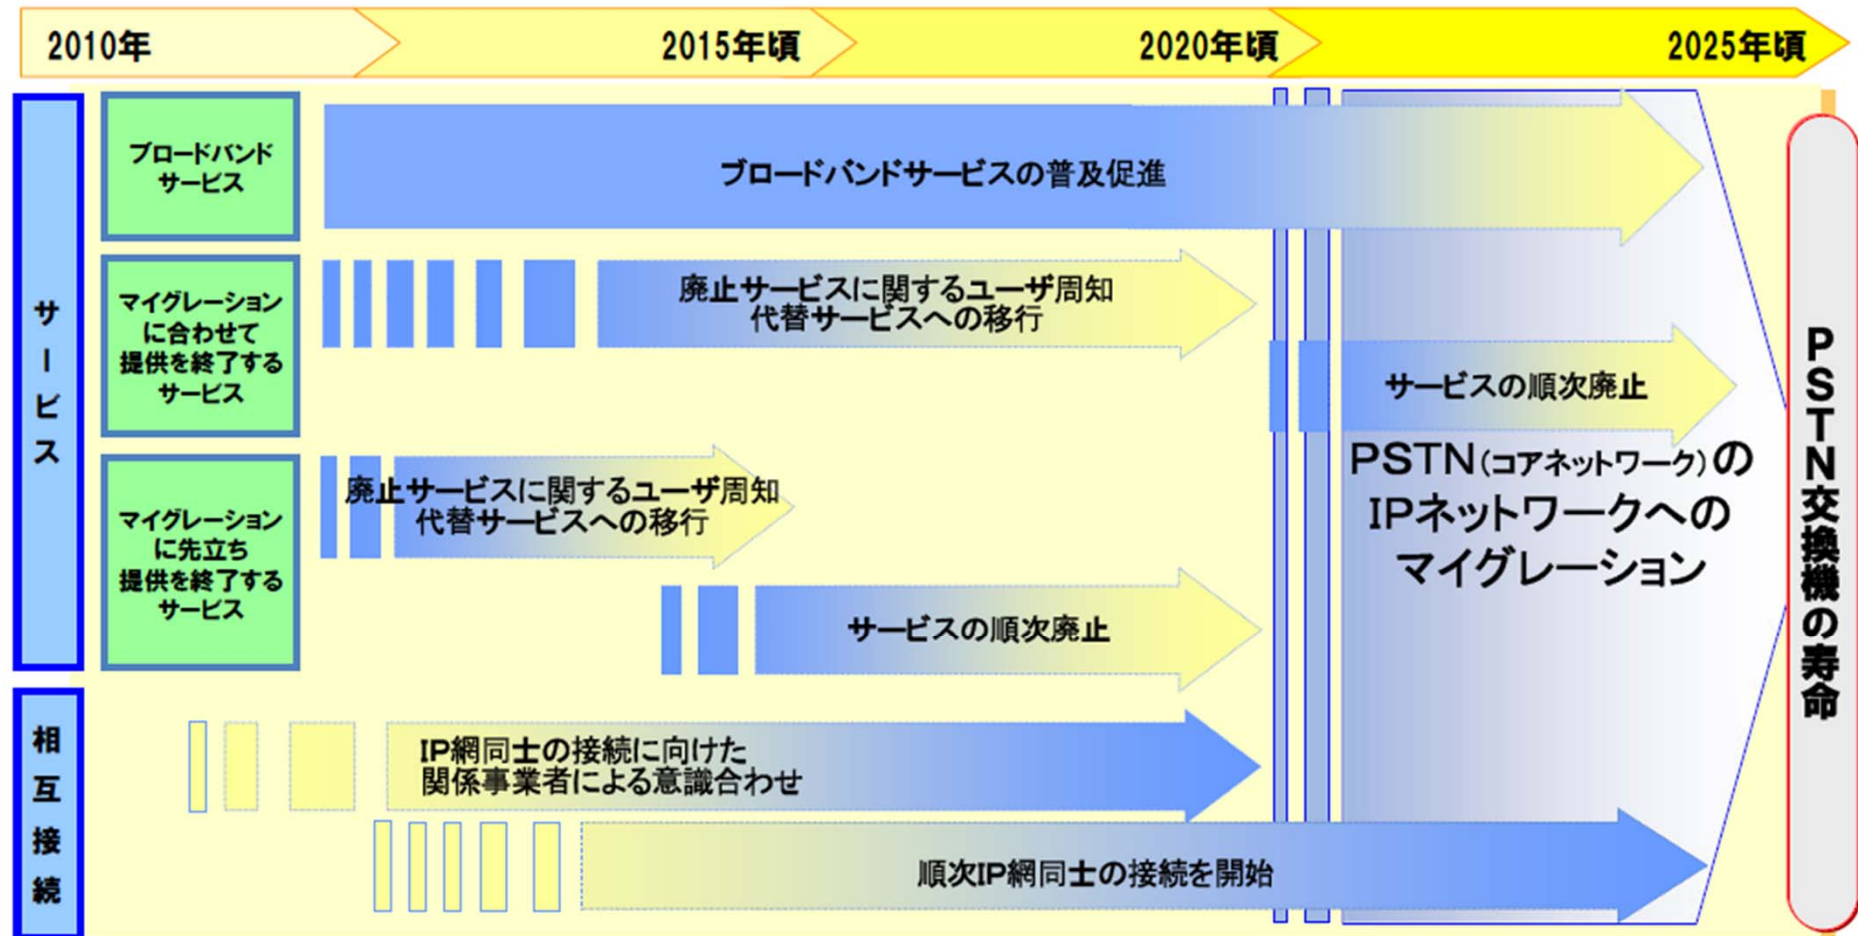 2010年
2015年頃
2020年頃
2025年頃
サービス
ブロードバンド
サービス
ブロードバンドサービスの普及促進
マイグレーション
に合わせて
提供を終了する
サービス
廃止サービスに関するユーザ周知
代替サービスへの移行
サービスの順次廃止
マイグレーション
に先立ち
提供を終了する
サービス
廃止サービスに関するユーザ周知
代替サービスへの移行
サービスの順次廃止
PSTN(コアネットワーク)の
IPネットワークへの
マイグレーション
相互接続
IP網同士の接続に向けた
関係事業者による意識合わせ
順次IP網同士の接続を開始
PSTN交換機の寿命